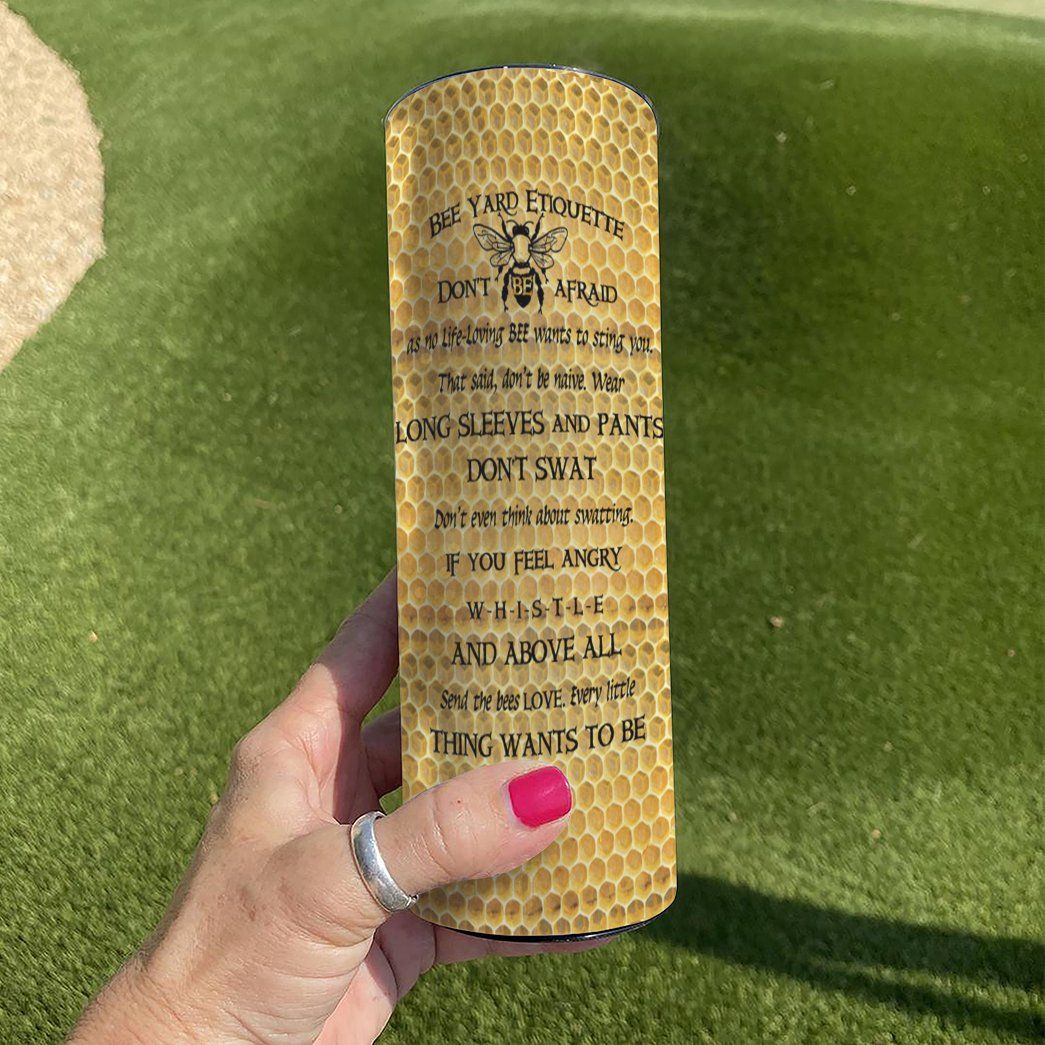 BEE YARD ETIQUETTE
DON'T BE AFRAID
as no life-loving BEE wants to sting you.
That said, don't be naive. Wear
LONG SLEEVES AND PANTS
DON'T SWAT
Don't even think about swatting.
IF YOU FEEL ANGRY
W-H-I-S-T-L-E
AND ABOVE ALL
Send the bees LOVE. Every little
THING WANTS TO BE